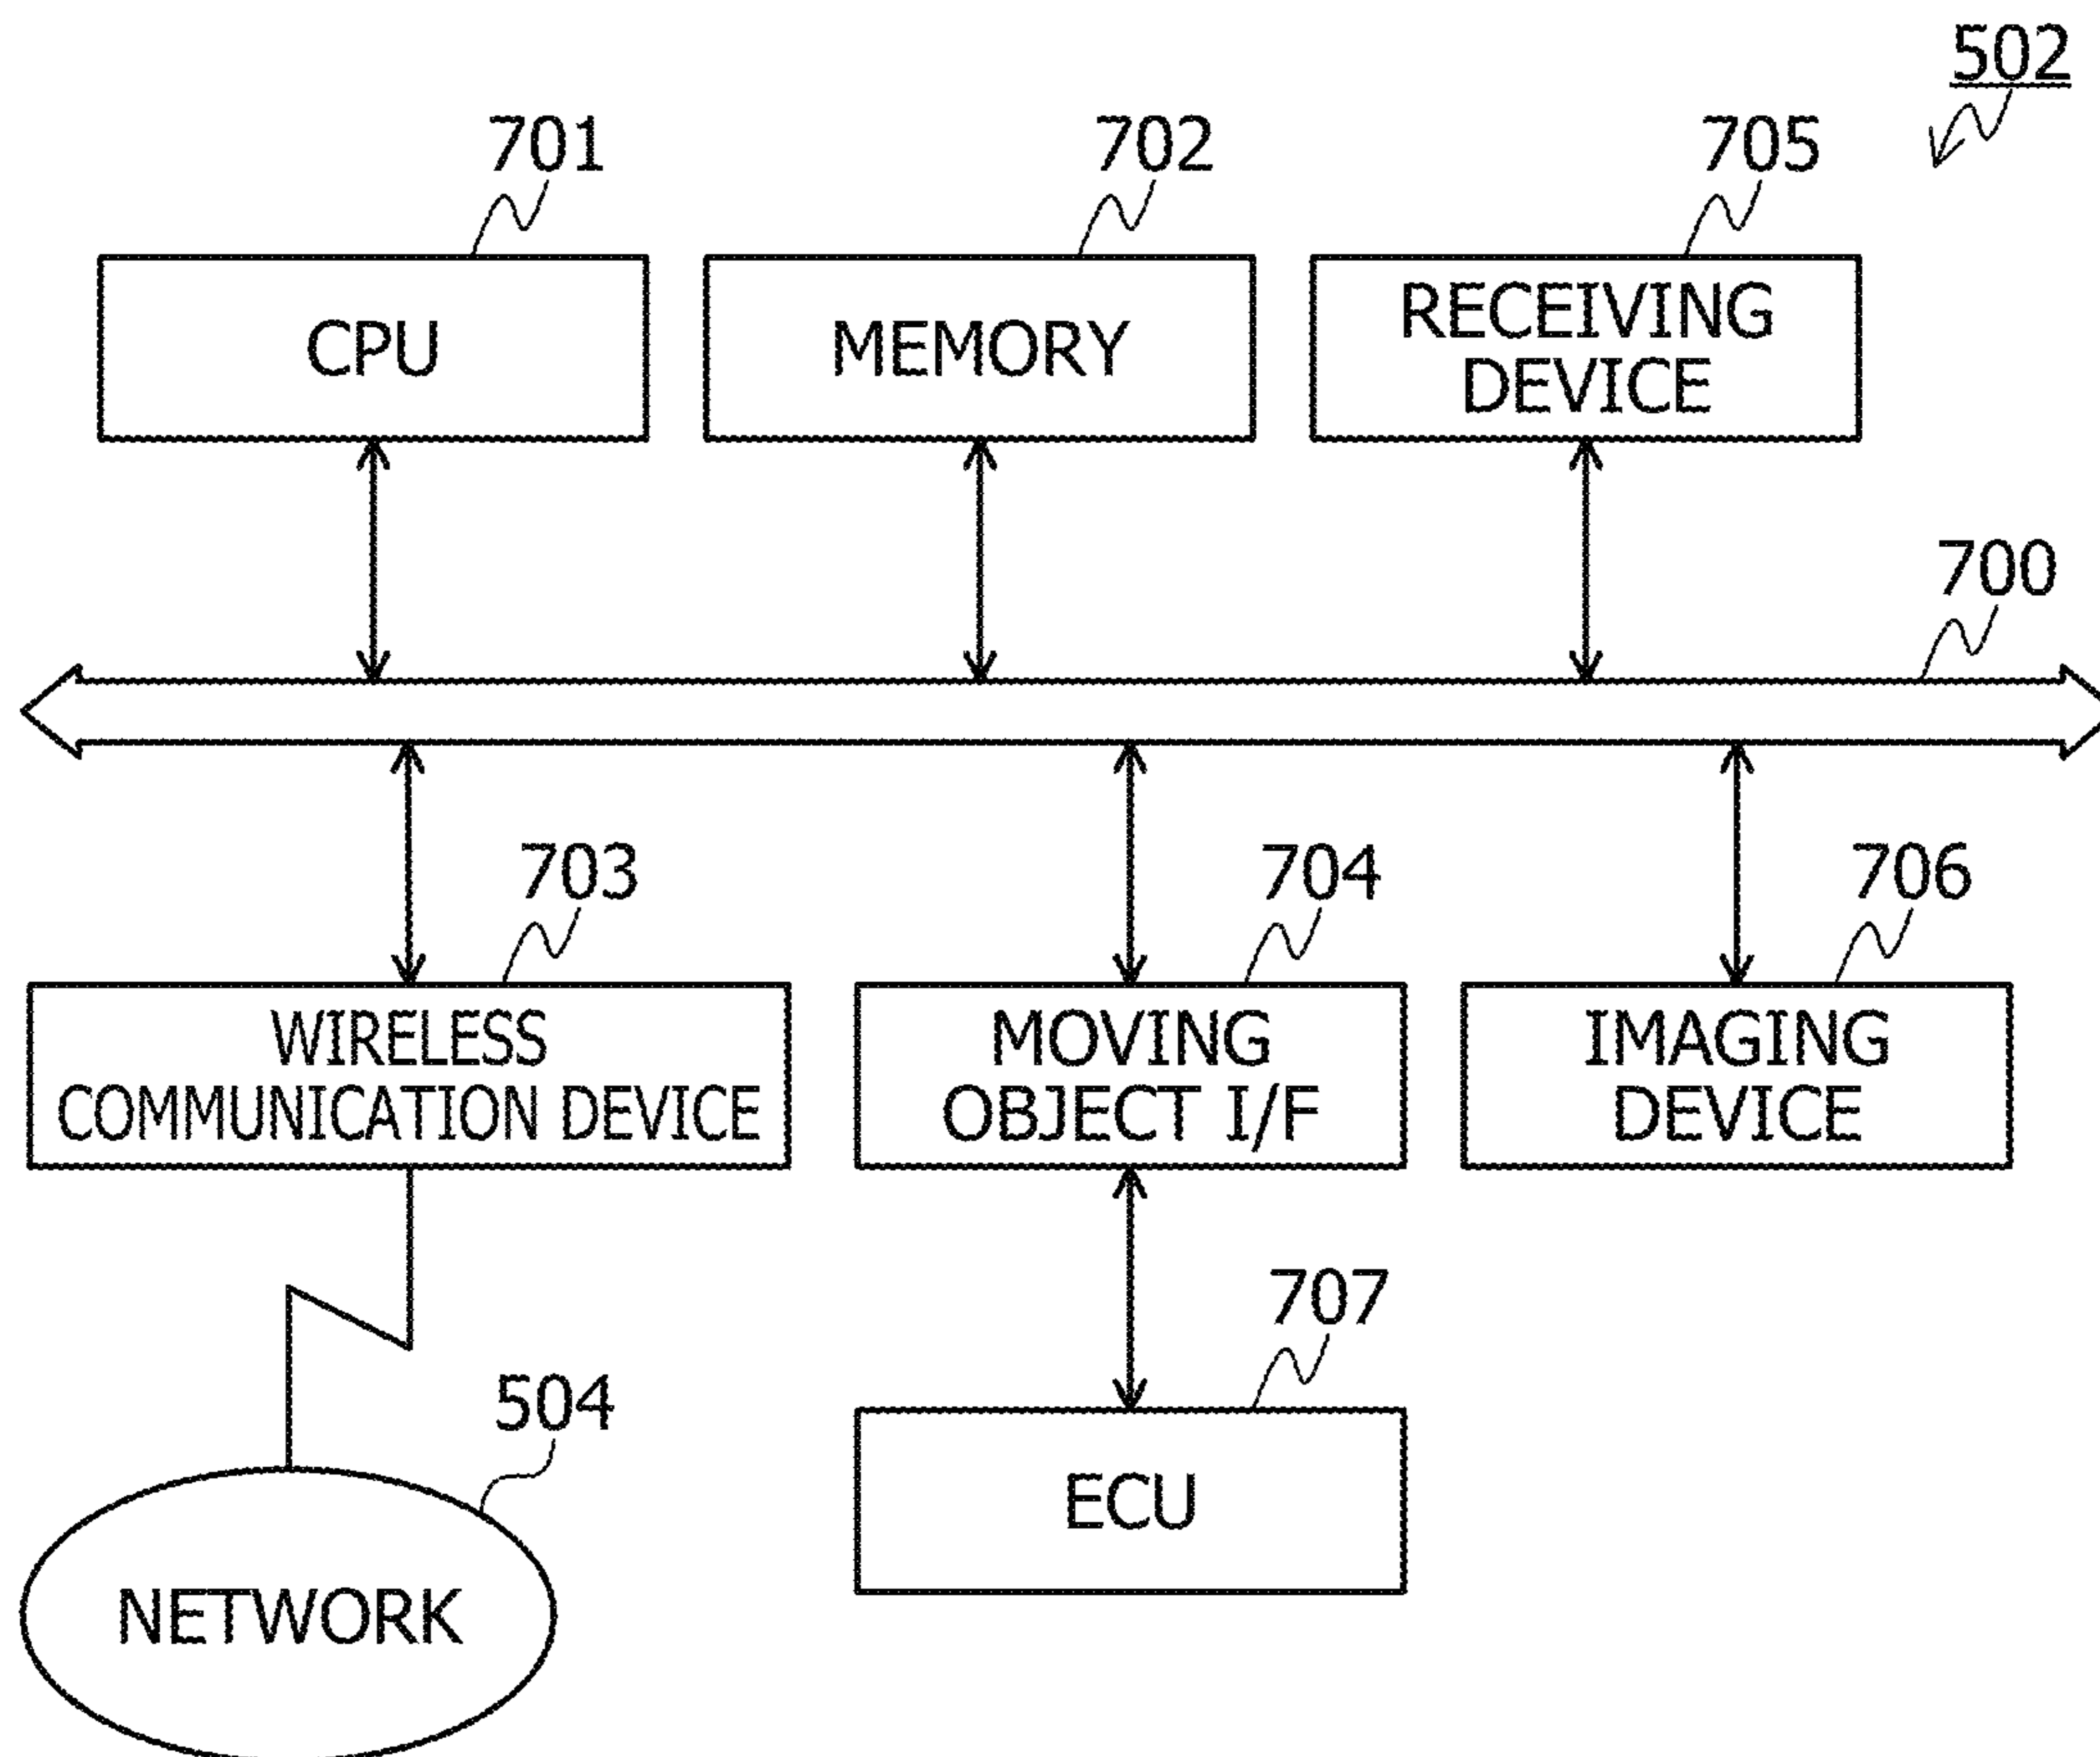 502
701
702
705
CPU
MEMORY
RECEIVING
DEVICE
700
703
704
706
WIRELESS
COMMUNICATION DEVICE
MOVING
OBJECT I/F
IMAGING
DEVICE
707
504
ECU
NETWORK